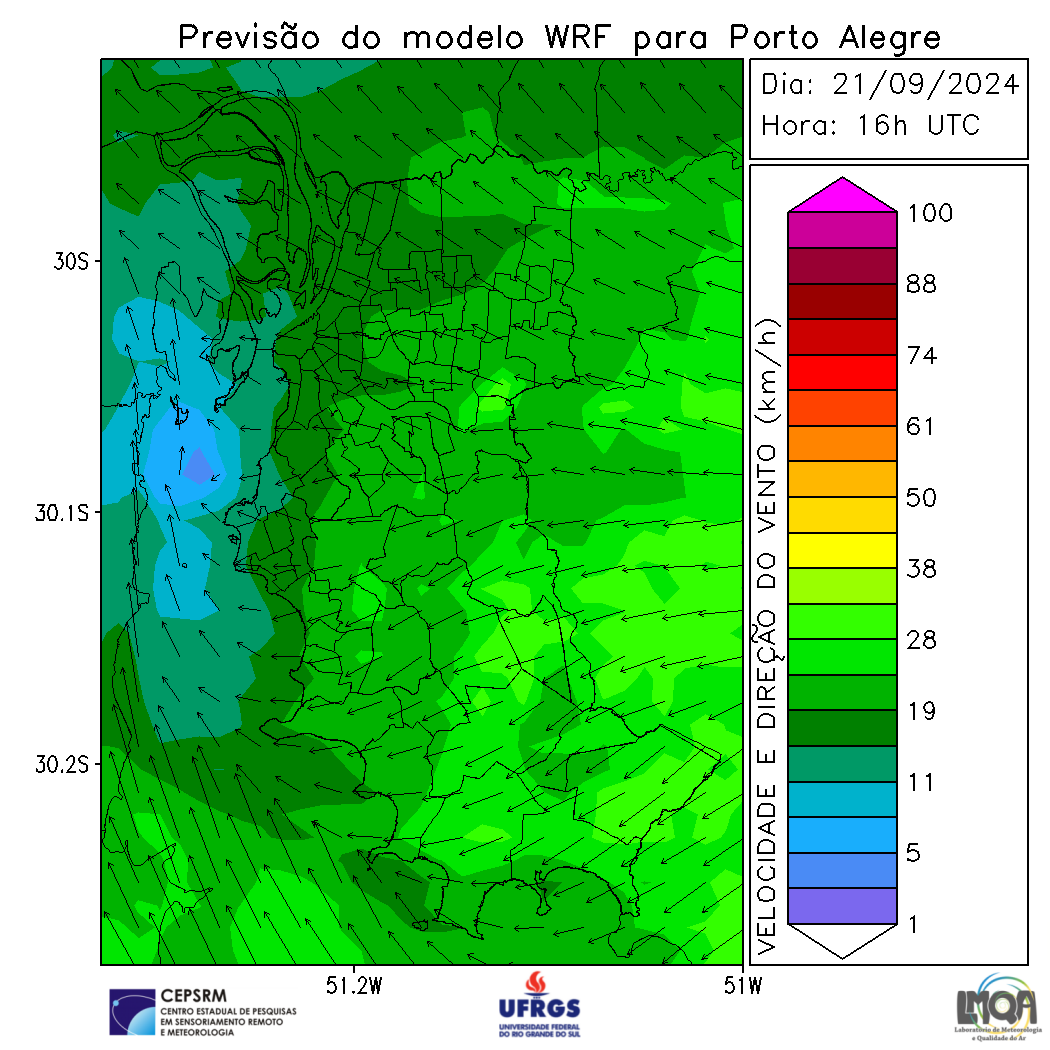 Previsão do modelo WRF para Porto Alegre
Dia: 21/09/2024
Hora: 16h UTC
30S
30.1S
30.2S
51.2W
51W
VELOCIDADE E DIREÇÃO DO VENTO (km/h)
100
88
74
61
50
38
28
19
11
5
1
CEPSRM
CENTRO ESTADUAL DE PESQUISAS
EM SENSORIAMENTO REMOTO
E METEOROLOGIA
UFRGS
UNIVERSIDADE FEDERAL
DO RIO GRANDE DO SUL
LMQA
Laboratório de Meteorologia
e Qualidade do Ar